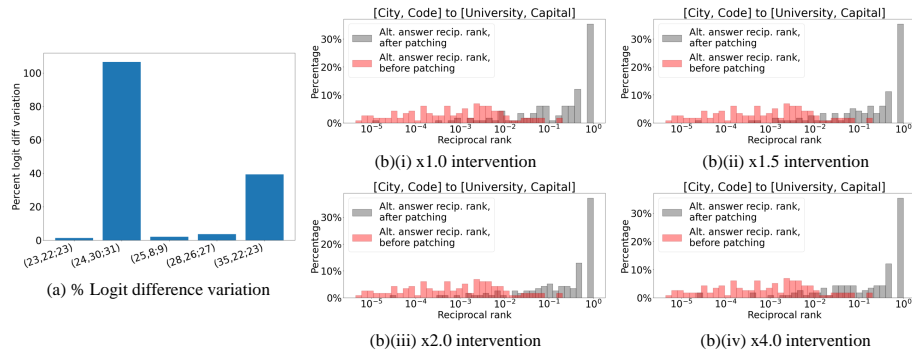 Percent logit diff variation
100
80
60
40
20
0
(23,22;23)
(24,30;31)
(25,8;9)
(28,26;27)
(35,22;23)
(a) % Logit difference variation
[City, Code] to [University, Capital]
Alt. answer recip. rank,
after patching
Alt. answer recip. rank,
before patching
Percentage
30%
20%
10%
0%
10⁻⁵ 10⁻⁴ 10⁻³ 10⁻² 10⁻¹ 10⁰
Reciprocal rank
(b)(i) x1.0 intervention
[City, Code] to [University, Capital]
Alt. answer recip. rank,
after patching
Alt. answer recip. rank,
before patching
Percentage
30%
20%
10%
0%
10⁻⁵ 10⁻⁴ 10⁻³ 10⁻² 10⁻¹ 10⁰
Reciprocal rank
(b)(ii) x1.5 intervention
[City, Code] to [University, Capital]
Alt. answer recip. rank,
after patching
Alt. answer recip. rank,
before patching
Percentage
30%
20%
10%
0%
10⁻⁵ 10⁻⁴ 10⁻³ 10⁻² 10⁻¹ 10⁰
Reciprocal rank
(b)(iii) x2.0 intervention
[City, Code] to [University, Capital]
Alt. answer recip. rank,
after patching
Alt. answer recip. rank,
before patching
Percentage
30%
20%
10%
0%
10⁻⁵ 10⁻⁴ 10⁻³ 10⁻² 10⁻¹ 10⁰
Reciprocal rank
(b)(iv) x4.0 intervention